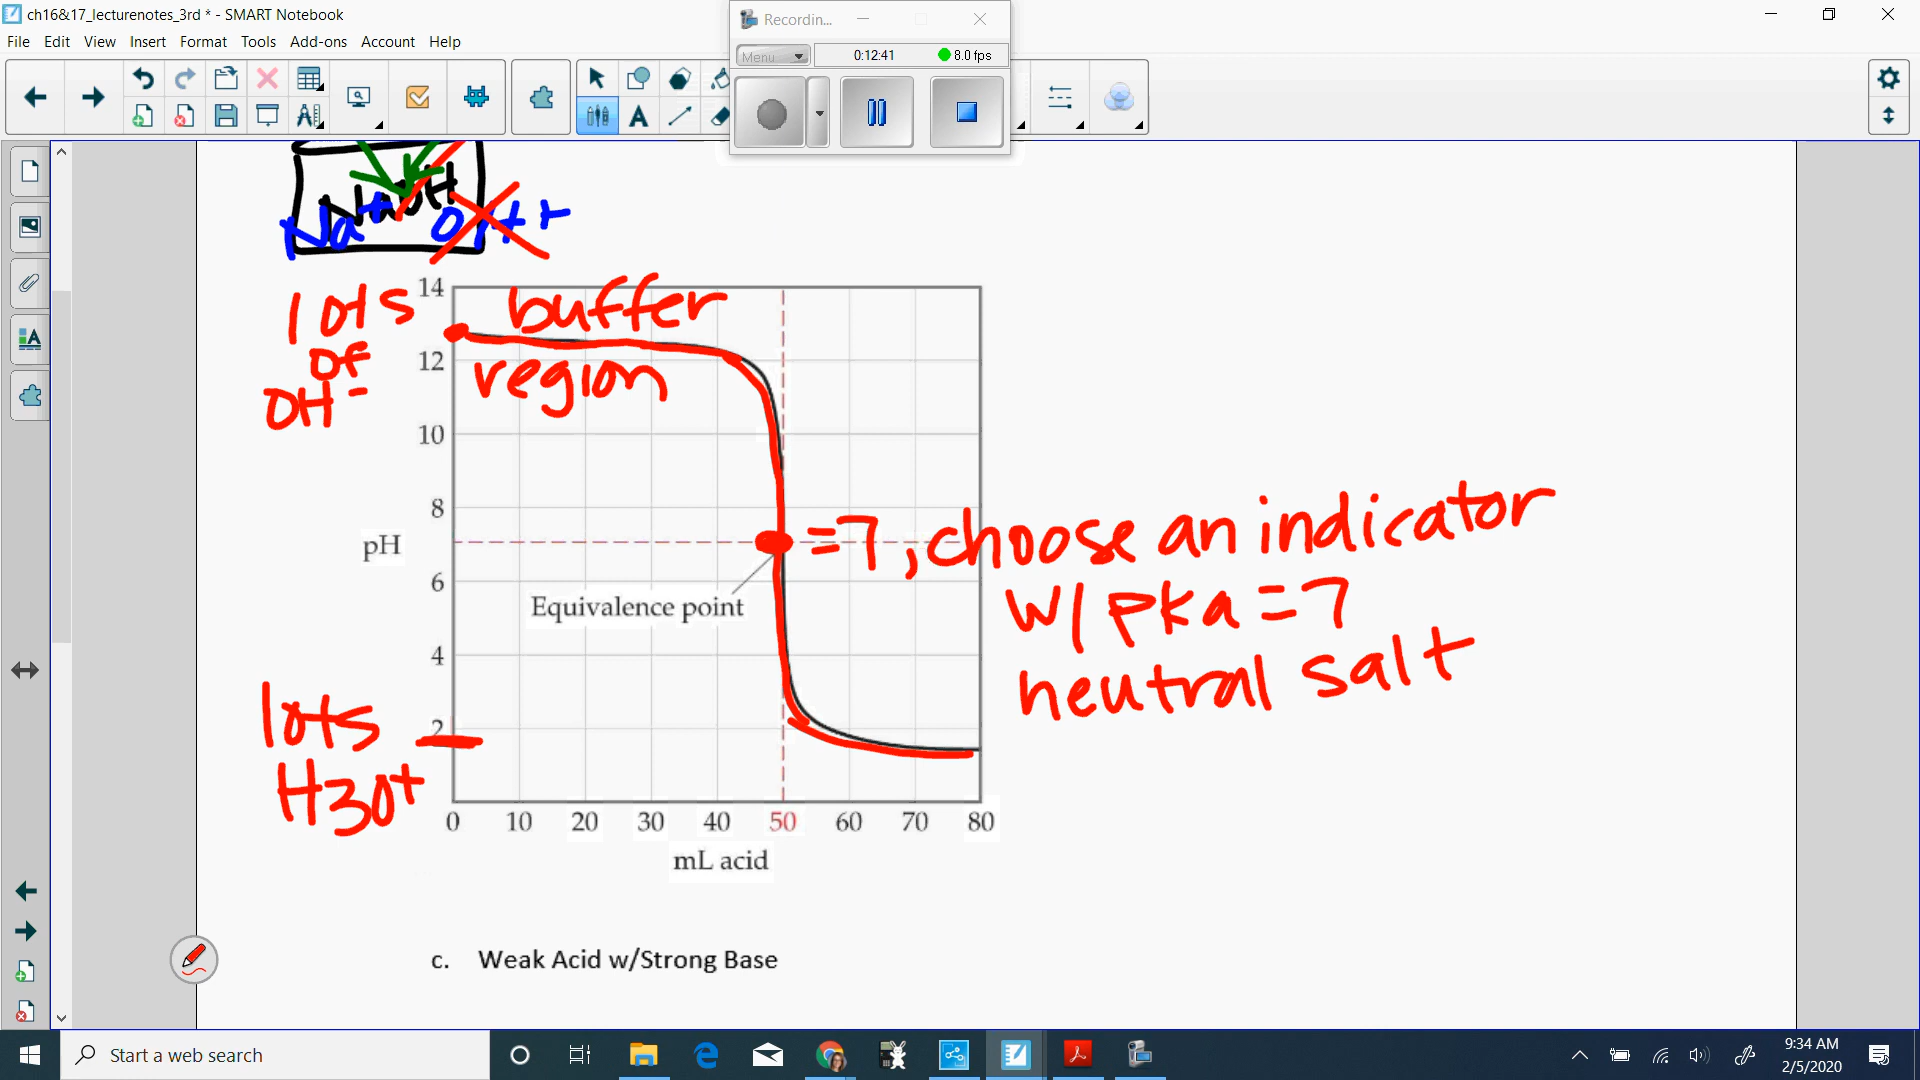 ch16&17_lecturenotes_3rd * - SMART Notebook
File Edit View Insert Format Tools Add-ons Account Help
Recordin...
Menu
0:12:41
8.0 fps
A
Na+
lots
of
OH-
buffer
region
14
12
10
8
6
4
2
pH
=7, choose an indicator
w/ pka =7
neutral salt
Equivalence point
lots
H30+
0 10 20 30 40 50 60 70 80
mL acid
c. Weak Acid w/Strong Base
Start a web search
9:34 AM
2/5/2020